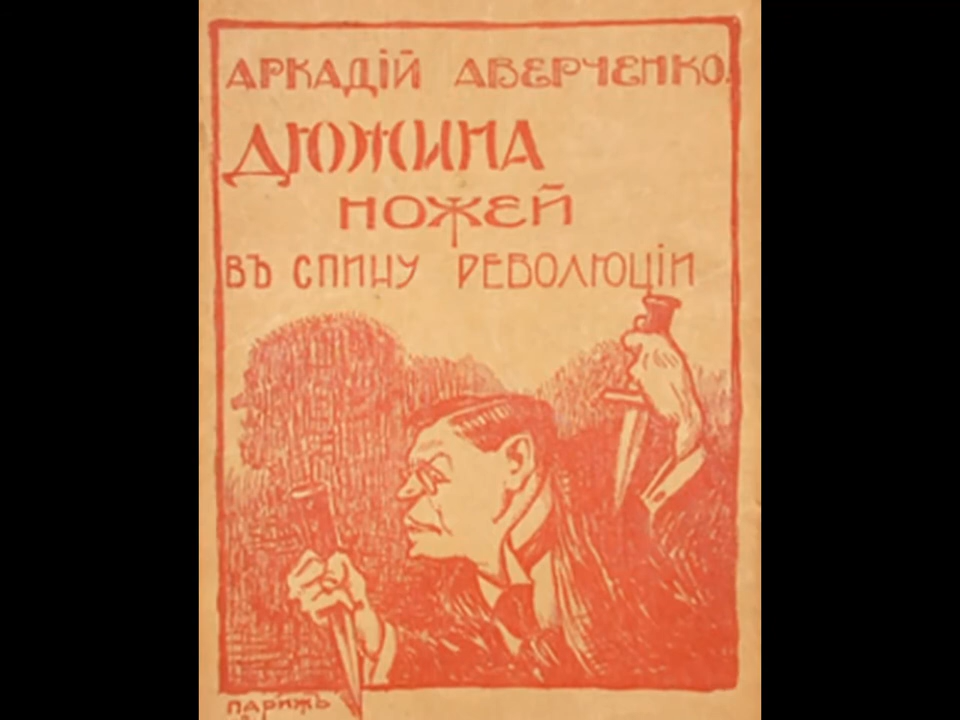 АРКАДІЙ АВЕРЧЕНКО.
ДЮЖИНА
НОЖЕЙ
ВЪ СПИНУ РЕВОЛЮЦІИ
ПАРИЖЪ